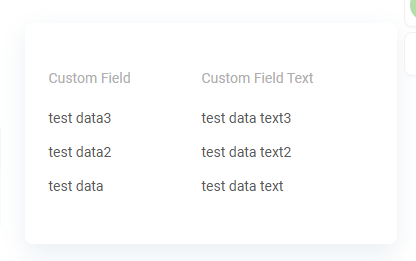 Custom Field Custom Field Text
test data3 test data text3
test data2 test data text2
test data test data text